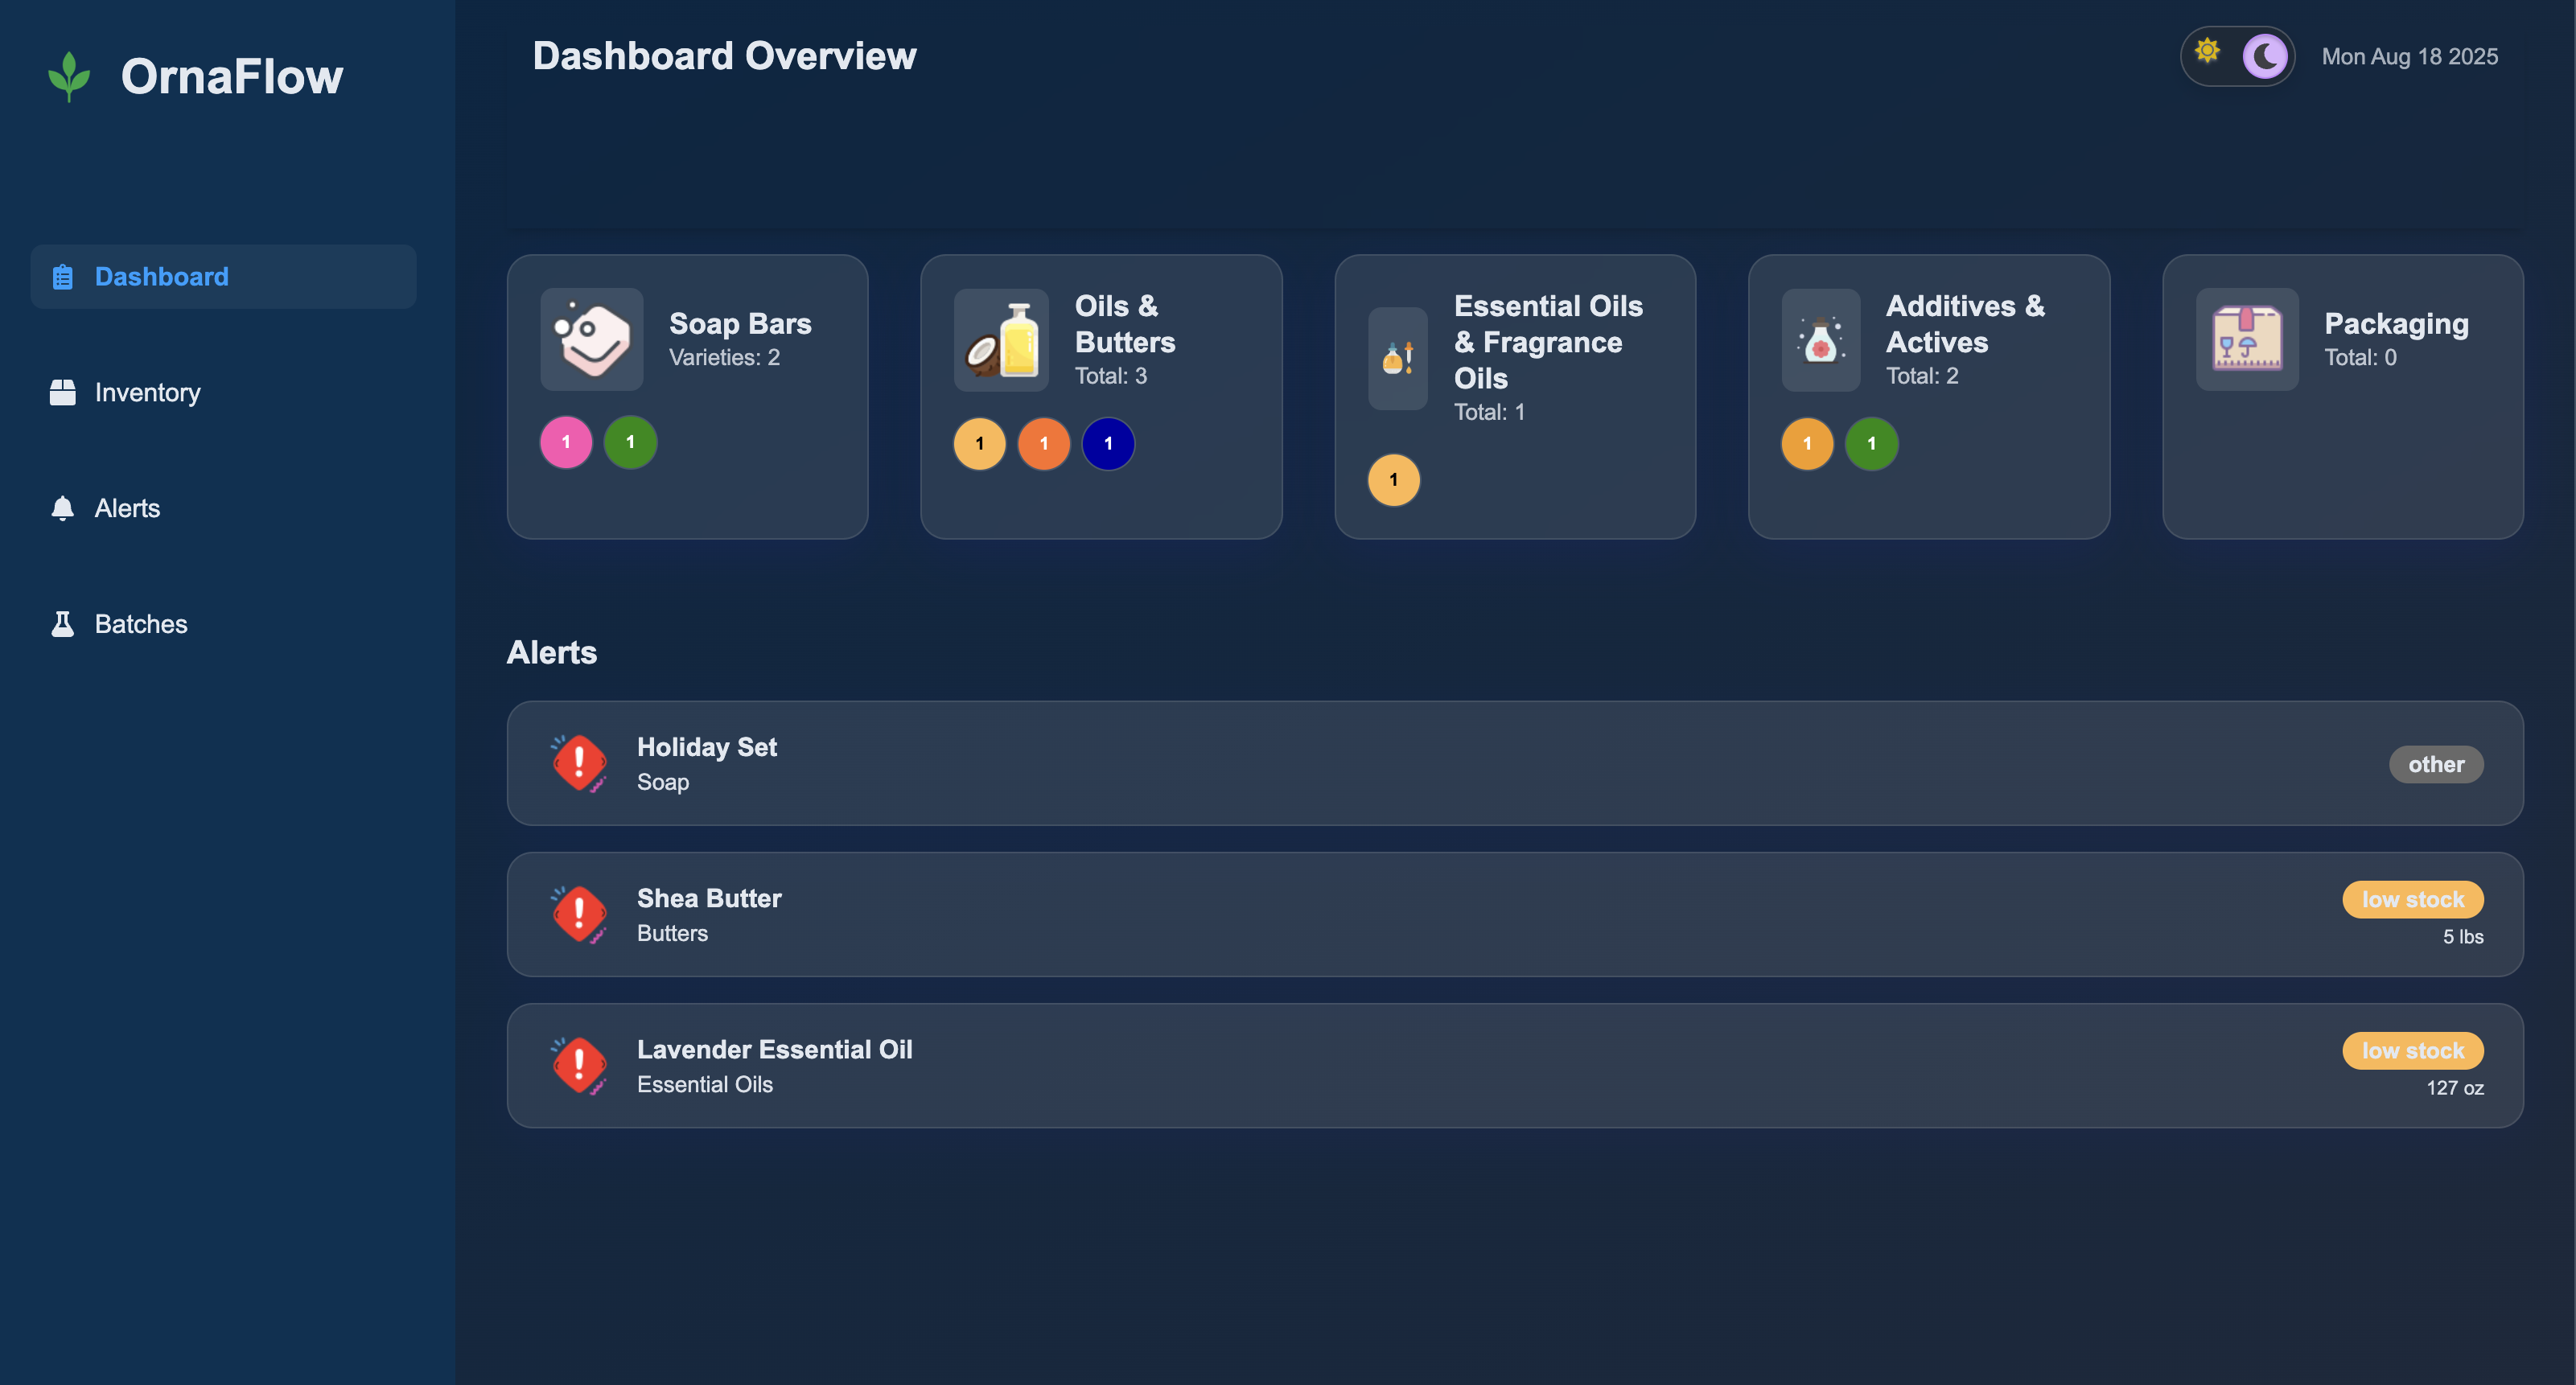 OrnaFlow
Dashboard Overview
Mon Aug 18 2025
Dashboard
Inventory
Alerts
Batches
Soap Bars
Varieties: 2
1
1
Oils &
Butters
Total: 3
1
1
1
Essential Oils
& Fragrance
Oils
Total: 1
1
Additives &
Actives
Total: 2
1
1
Packaging
Total: 0
Alerts
Holiday Set
Soap
other
Shea Butter
Butters
low stock
5 lbs
Lavender Essential Oil
Essential Oils
low stock
127 oz